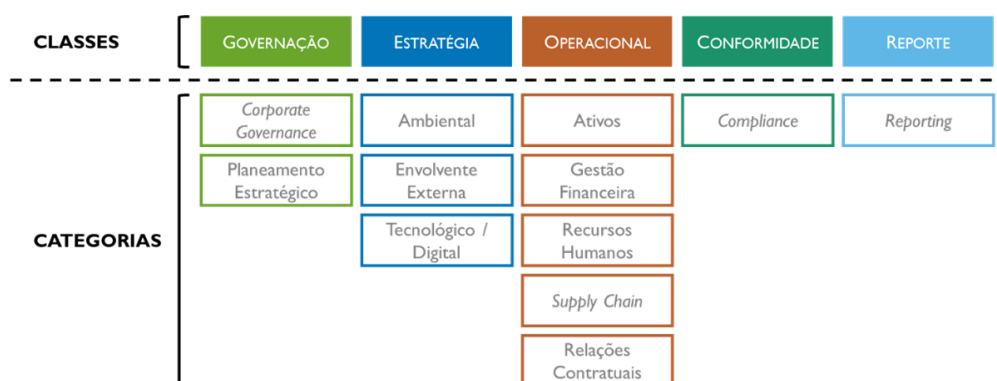 CLASSES
GOVERNAÇÃO
ESTRATÉGIA
OPERACIONAL
CONFORMIDADE
REPORTE
CATEGORIAS
Corporate
Governance
Ambiental
Ativos
Compliance
Reporting
Planeamento
Estratégico
Envolvente
Externa
Gestão
Financeira
Tecnológico /
Digital
Recursos
Humanos
Supply Chain
Relações
Contratuais